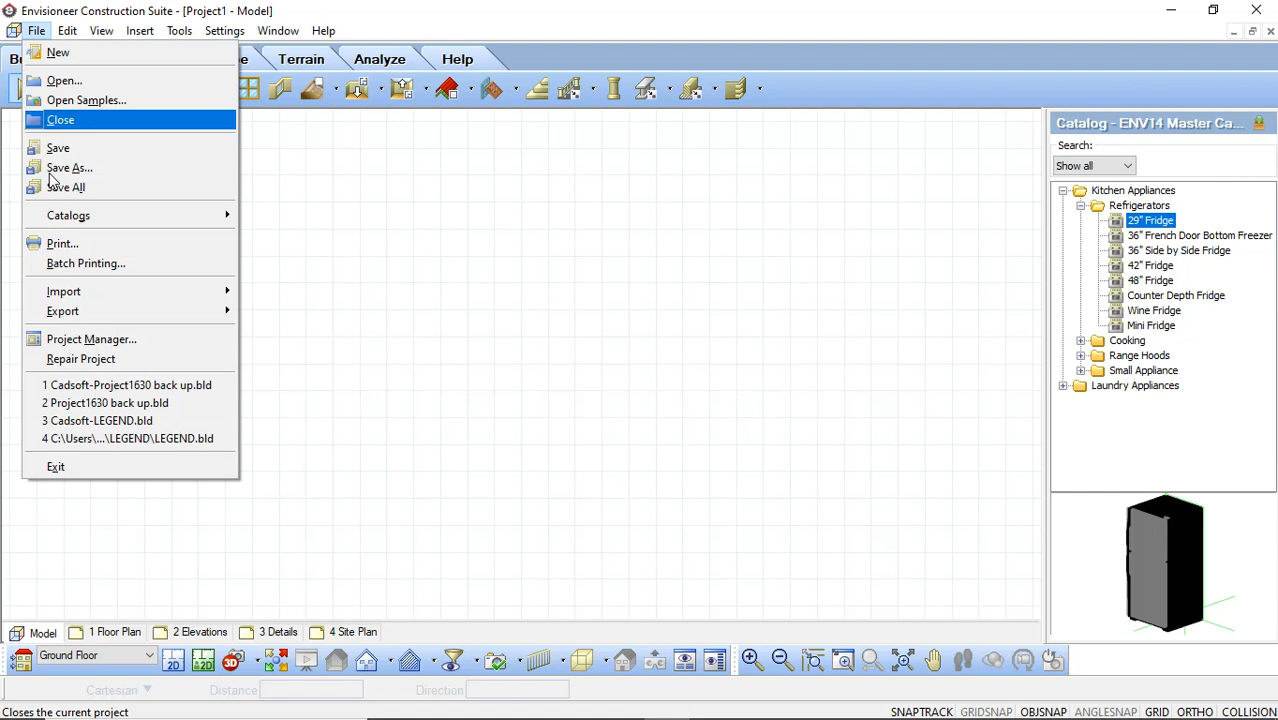 Envisioneer Construction Suite - [Project1 - Model]
File Edit View Insert Tools Settings Window Help
Terrain Analyze Help
New
Open...
Open Samples...
Close
Save
Save As...
Save All
Catalogs
Print...
Batch Printing...
Import
Export
Project Manager...
Repair Project
1 Cadsoft-Project1630 back up.bld
2 Project1630 back up.bld
3 Cadsoft-LEGEND.bld
4 C:\Users\...\LEGEND\LEGEND.bld
Exit
Catalog - ENV14 Master Ca...
Search:
Show all
Kitchen Appliances
Refrigerators
29" Fridge
36" French Door Bottom Freezer
36" Side by Side Fridge
42" Fridge
48" Fridge
Counter Depth Fridge
Wine Fridge
Mini Fridge
Cooking
Range Hoods
Small Appliance
Laundry Appliances
Model 1 Floor Plan 2 Elevations 3 Details 4 Site Plan
Ground Floor 2D 2D 3D
Cartesian Distance Direction
Closes the current project SNAPTRACK GRIDSNAP OBJSNAP ANGLESNAP GRID ORTHO COLLISION